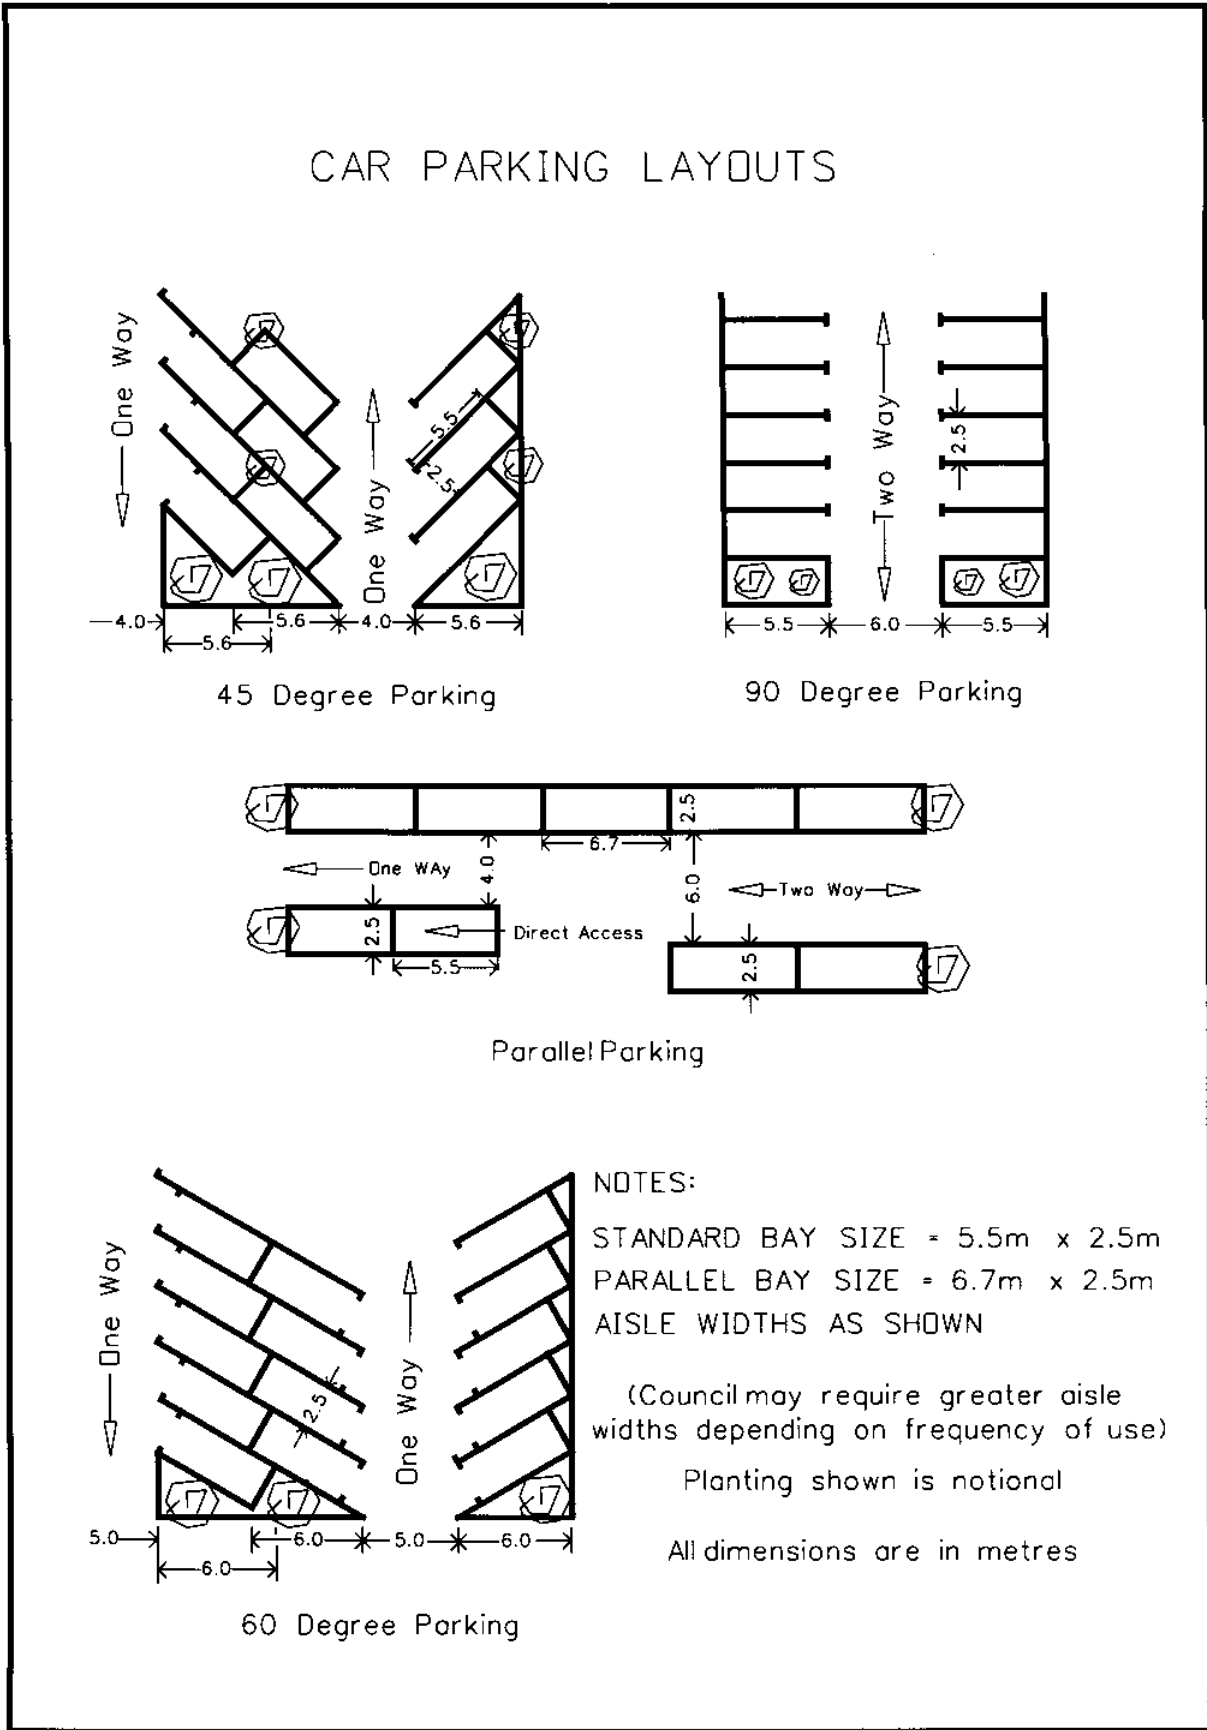 CAR PARKING LAYOUTS
One Way
One Way
5.5
2.5
4.0
5.6
4.0
5.6
5.6
45 Degree Parking
Two Way
2.5
5.5
6.0
5.5
90 Degree Parking
2.5
6.7
One WAy
4.0
6.0
Two Way
2.5
Direct Access
5.5
2.5
Parallel Parking
One Way
One Way
2.5
5.0
6.0
5.0
6.0
6.0
60 Degree Parking
NOTES:
STANDARD BAY SIZE = 5.5m x 2.5m
PARALLEL BAY SIZE = 6.7m x 2.5m
AISLE WIDTHS AS SHOWN
(Council may require greater aisle
widths depending on frequency of use)
Planting shown is notional
All dimensions are in metres